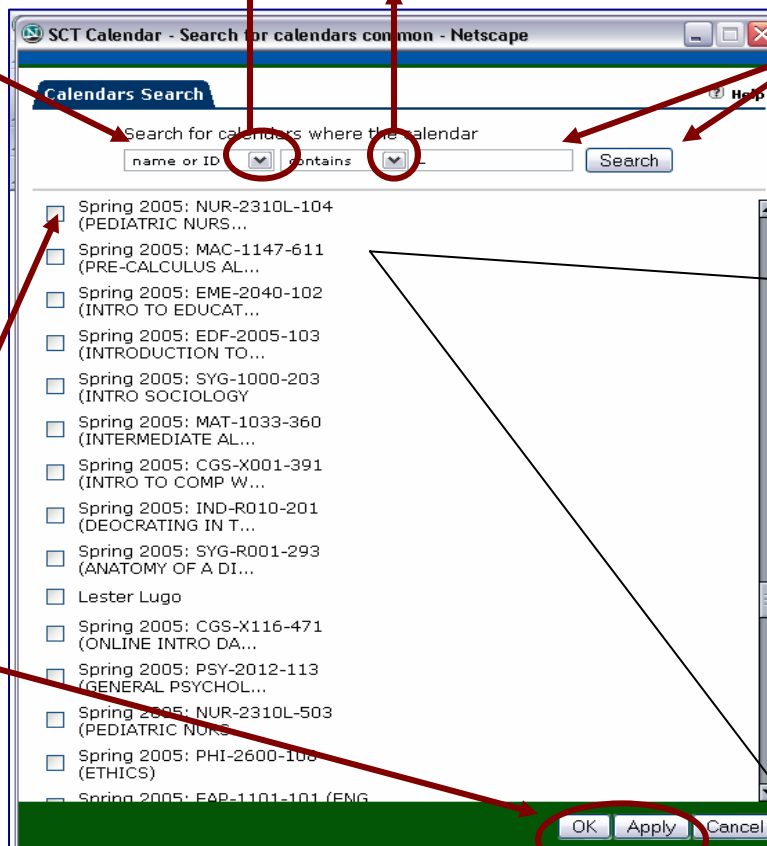 SCT Calendar - Search for calendars common - Netscape
Calendars Search
Help
Search for calendars where the calendar
name or ID contains L Search
Spring 2005: NUR-2310L-104
(PEDIATRIC NURS...
Spring 2005: MAC-1147-611
(PRE-CALCULUS AL...
Spring 2005: EME-2040-102
(INTRO TO EDUCAT...
Spring 2005: EDF-2005-103
(INTRODUCTION TO...
Spring 2005: SYG-1000-203
(INTRO SOCIOLOGY
Spring 2005: MAT-1033-360
(INTERMEDIATE AL...
Spring 2005: CGS-X001-391
(INTRO TO COMP W...
Spring 2005: IND-R010-201
(DEOCRATING IN T...
Spring 2005: SYG-R001-293
(ANATOMY OF A DI...
Lester Lugo
Spring 2005: CGS-X116-471
(ONLINE INTRO DA...
Spring 2005: PSY-2012-113
(GENERAL PSYCHOL...
Spring 2005: NUR-2310L-503
(PEDIATRIC NURS
Spring 2005: PHI-2600-108
(ETHICS)
Spring 2005: EAP-1101-101 (ENG
OK Apply Cancel